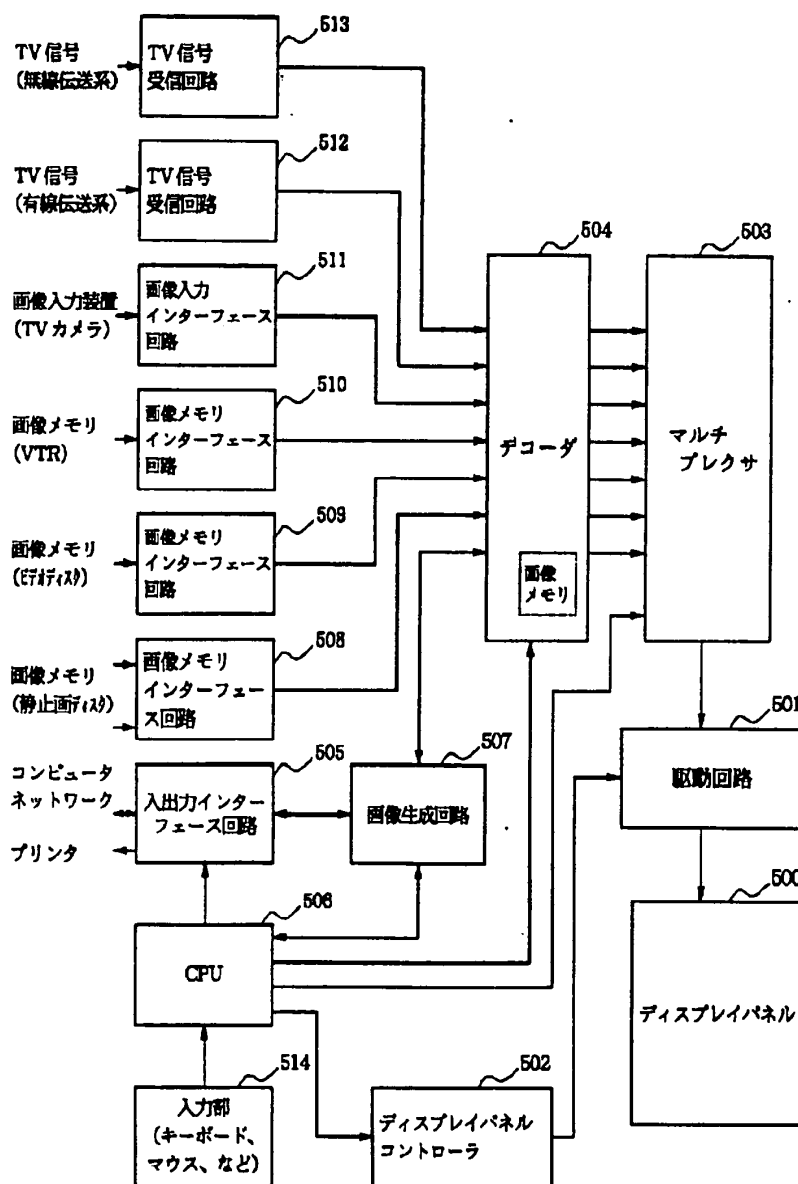 513
TV信号
(無線伝送系)
TV信号
受信回路
512
TV信号
(有線伝送系)
TV信号
受信回路
504
503
511
画像入力装置
(TVカメラ)
画像入力
インターフェース
回路
510
画像メモリ
(VTR)
画像メモリ
インターフェース
回路
デコーダ
マルチ
プレクサ
509
画像メモリ
(ビデオディスク)
画像メモリ
インターフェース
回路
画像
メモリ
508
画像メモリ
(静止画ディスク)
画像メモリ
インターフェー
ス回路
501
駆動回路
505
507
コンピュータ
ネットワーク
プリンタ
入出力インター
フェース回路
画像生成回路
500
506
CPU
ディスプレイパネル
514
502
入力部
(キーボード、
マウス、など)
ディスプレイパネル
コントローラ